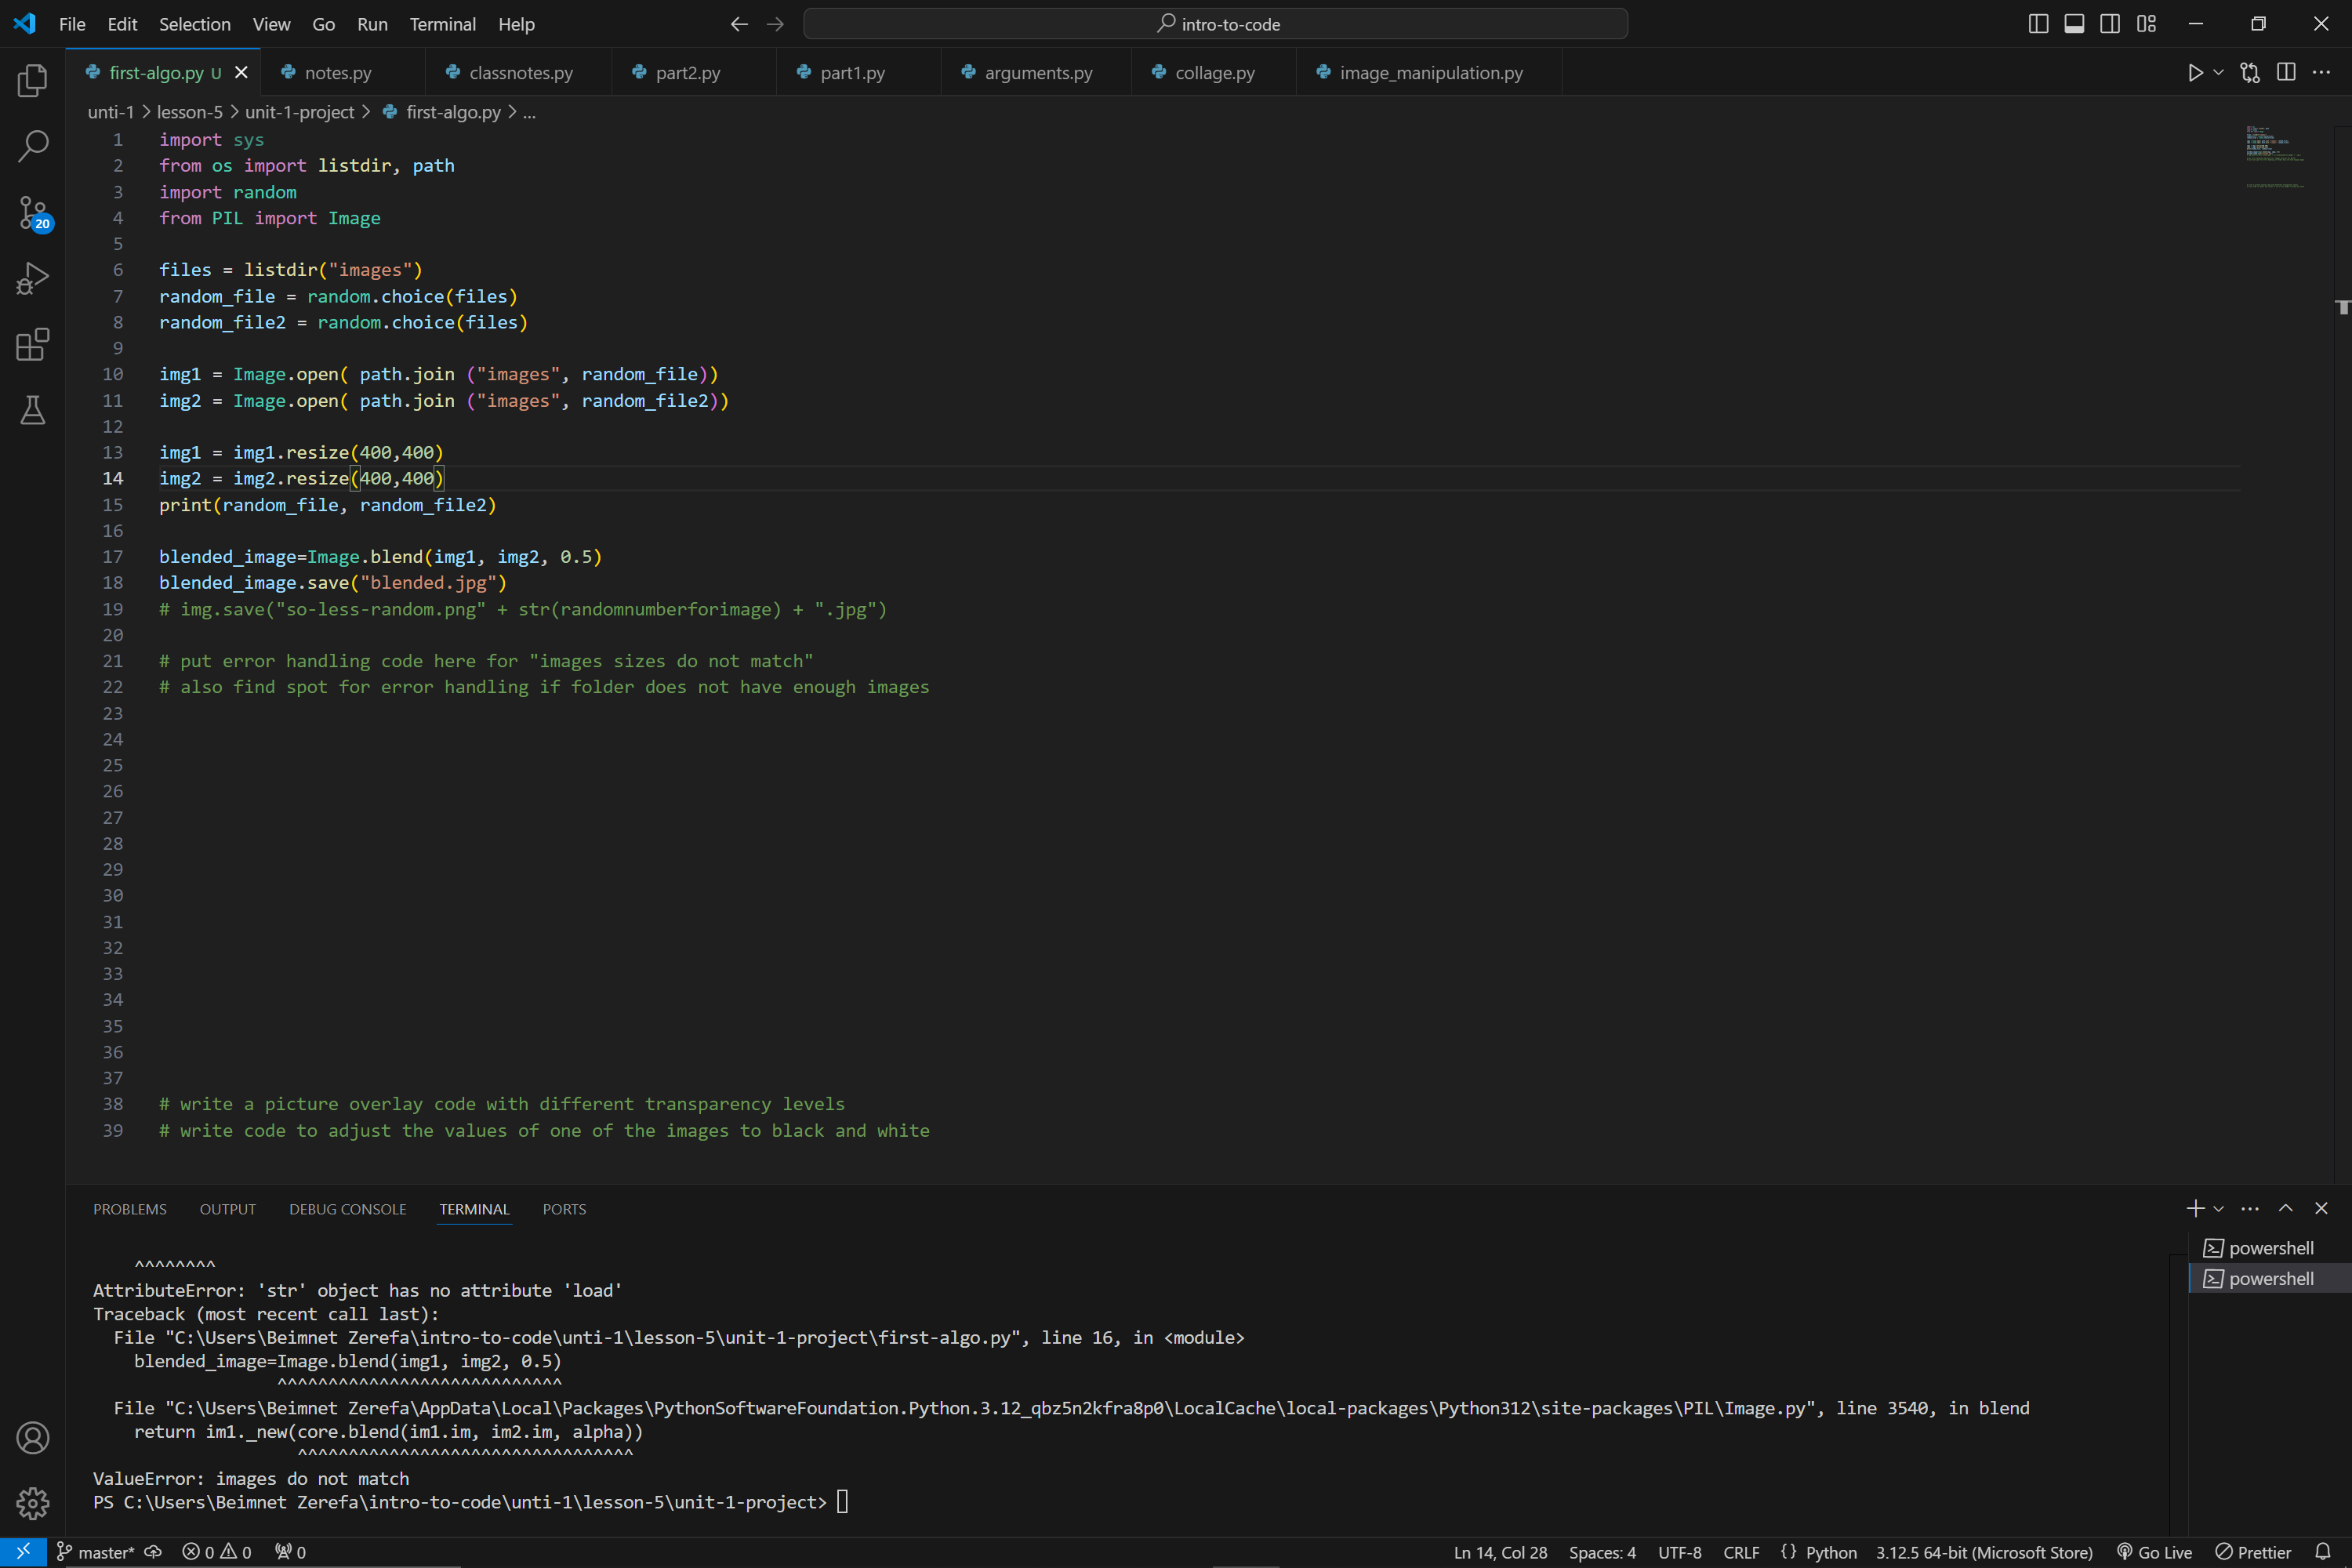 File Edit Selection View Go Run Terminal Help
intro-to-code
first-algo.py U notes.py classnotes.py part2.py part1.py arguments.py collage.py image_manipulation.py
unti-1 > lesson-5 > unit-1-project > first-algo.py > ...
1 import sys
2 from os import listdir, path
3 import random
4 from PIL import Image
5
6 files = listdir("images")
7 random_file = random.choice(files)
8 random_file2 = random.choice(files)
9
10 img1 = Image.open( path.join ("images", random_file))
11 img2 = Image.open( path.join ("images", random_file2))
12
13 img1 = img1.resize(400,400)
14 img2 = img2.resize(400,400)
15 print(random_file, random_file2)
16
17 blended_image=Image.blend(img1, img2, 0.5)
18 blended_image.save("blended.jpg")
19 # img.save("so-less-random.png" + str(randomnumberforimage) + ".jpg")
20
21 # put error handling code here for "images sizes do not match"
22 # also find spot for error handling if folder does not have enough images
23
24
25
26
27
28
29
30
31
32
33
34
35
36
37
38 # write a picture overlay code with different transparency levels
39 # write code to adjust the values of one of the images to black and white
20
PROBLEMS OUTPUT DEBUG CONSOLE TERMINAL PORTS
^^^^^^^^
AttributeError: 'str' object has no attribute 'load'
Traceback (most recent call last):
File "C:\Users\Beimnet Zerefa\intro-to-code\unti-1\lesson-5\unit-1-project\first-algo.py", line 16, in <module>
blended_image=Image.blend(img1, img2, 0.5)
^^^^^^^^^^^^^^^^^^^^^^^^^^^^
File "C:\Users\Beimnet Zerefa\AppData\Local\Packages\PythonSoftwareFoundation.Python.3.12_qbz5n2kfra8p0\LocalCache\local-packages\Python312\site-packages\PIL\Image.py", line 3540, in blend
return im1._new(core.blend(im1.im, im2.im, alpha))
^^^^^^^^^^^^^^^^^^^^^^^^^^^^^^^^^
ValueError: images do not match
PS C:\Users\Beimnet Zerefa\intro-to-code\unti-1\lesson-5\unit-1-project>
powershell
powershell
master* 0 0 0 Ln 14, Col 28 Spaces: 4 UTF-8 CRLF {} Python 3.12.5 64-bit (Microsoft Store) Go Live Prettier